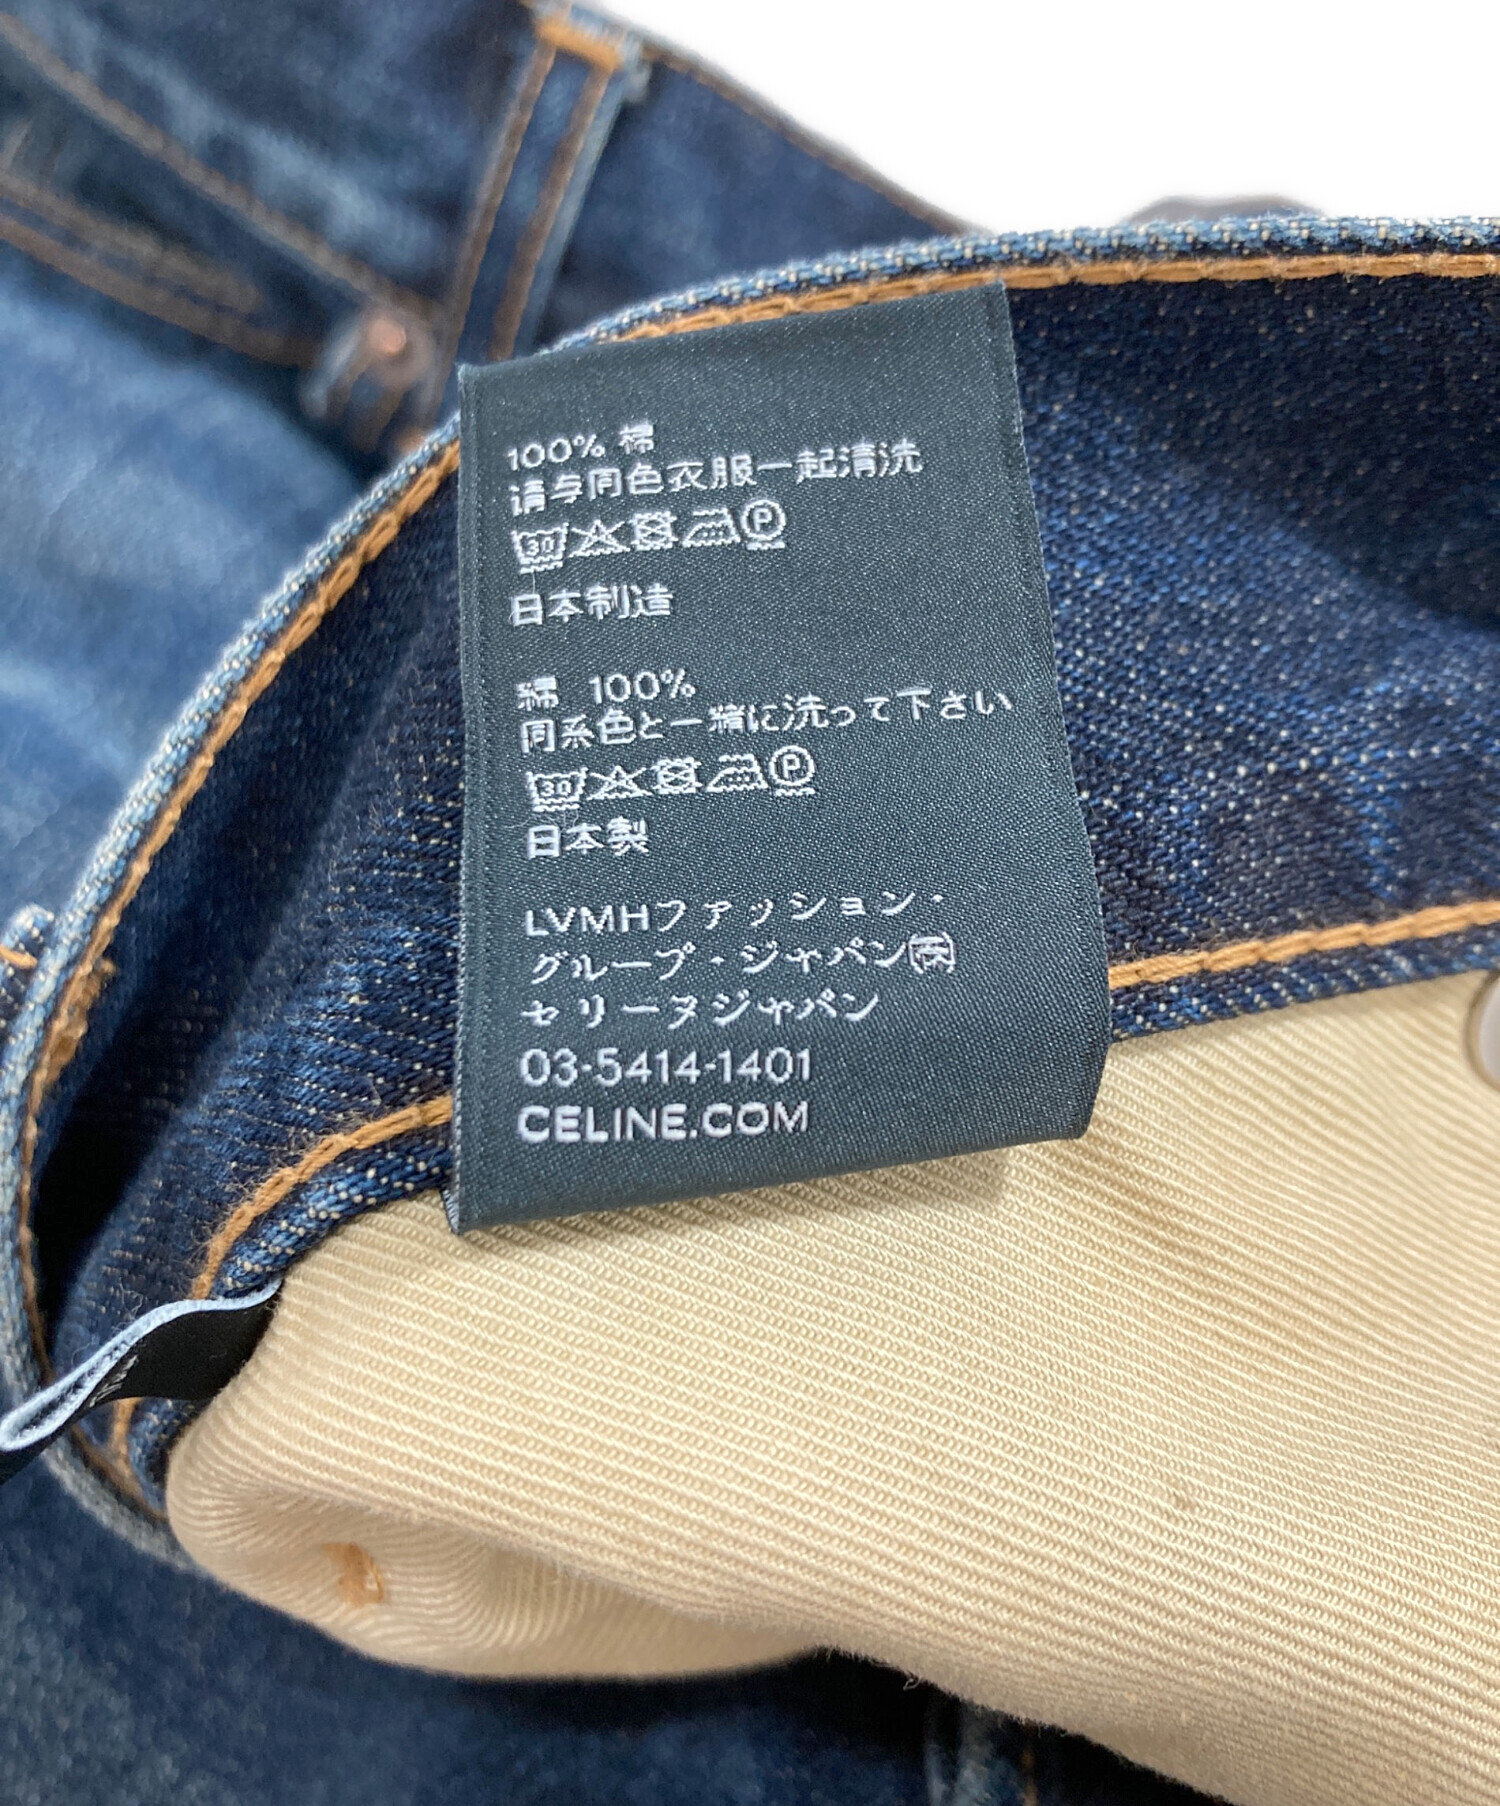 100% 棉
请与同色衣服一起清洗
30 P
日本制造
綿 100%
同系色と一緒に洗って下さい
30 P
日本製
LVMHファッション・
グループ・ジャパン㈱
セリーヌジャパン
03-5414-1401
CELINE.COM